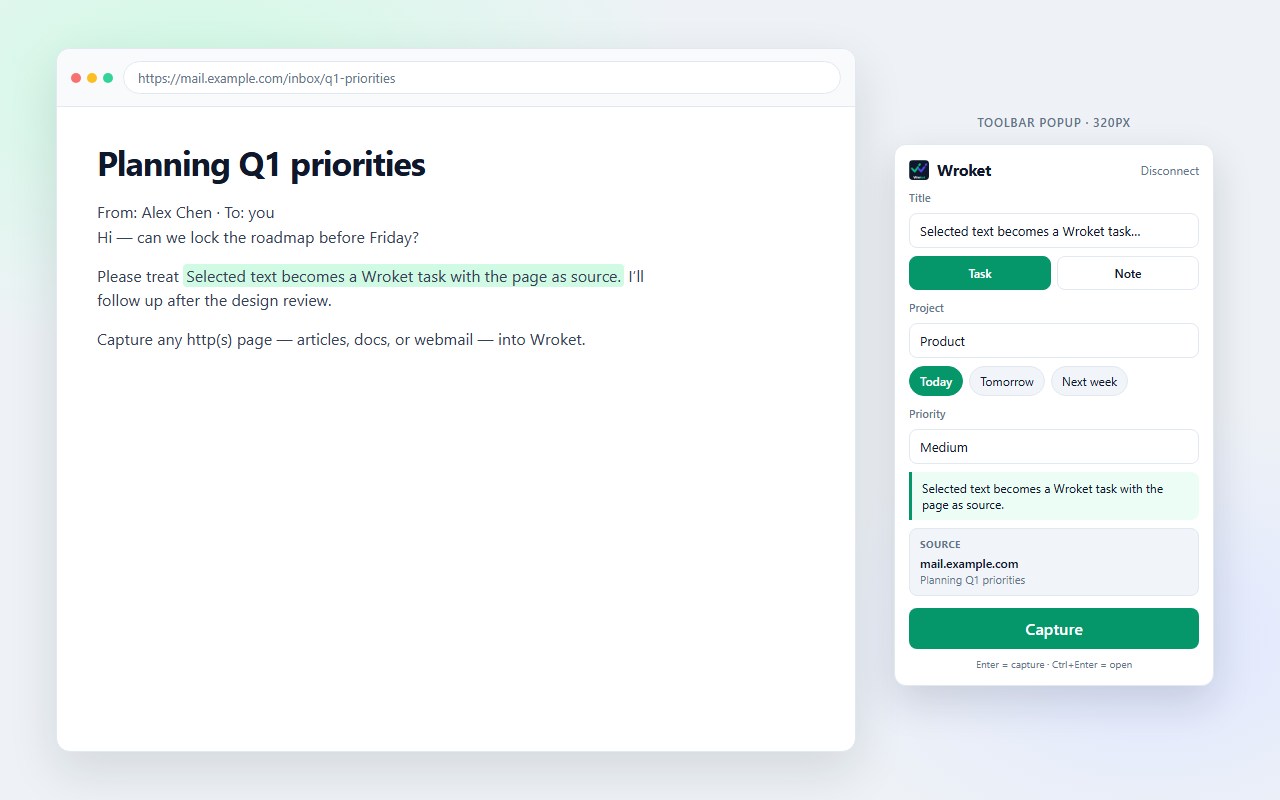 https://mail.example.com/inbox/q1-priorities
Planning Q1 priorities
From: Alex Chen · To: you
Hi — can we lock the roadmap before Friday?
Please treat Selected text becomes a Wroket task with the page as source. I’ll
follow up after the design review.
Capture any http(s) page — articles, docs, or webmail — into Wroket.
TOOLBAR POPUP · 320PX
Wroket
Disconnect
Title
Selected text becomes a Wroket task...
Task
Note
Project
Product
Today
Tomorrow
Next week
Priority
Medium
Selected text becomes a Wroket task with the
page as source.
SOURCE
mail.example.com
Planning Q1 priorities
Capture
Enter = capture · Ctrl+Enter = open